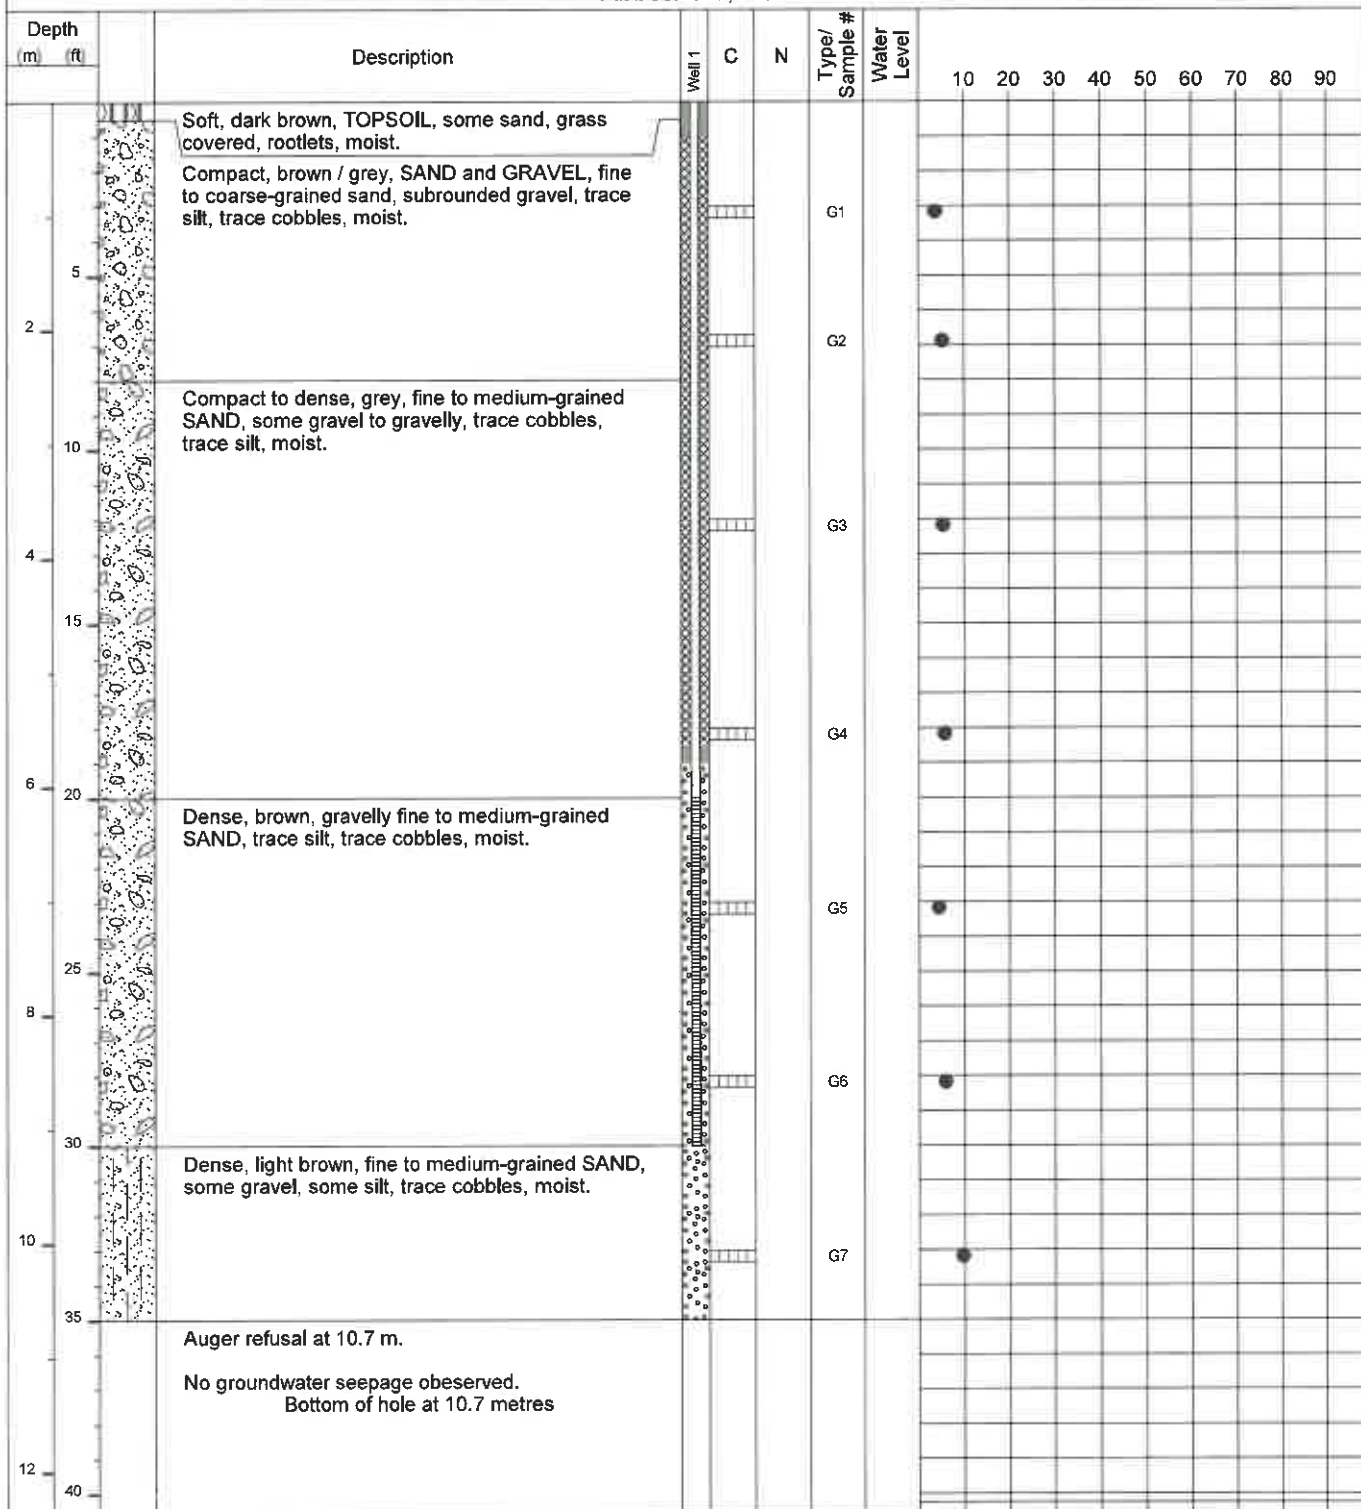 Depth
(m) (ft)
Description
Well 1
C
N
Type/
Sample #
Water
Level
10 20 30 40 50 60 70 80 90
Soft, dark brown, TOPSOIL, some sand, grass
covered, rootlets, moist.
Compact, brown / grey, SAND and GRAVEL, fine
to coarse-grained sand, subrounded gravel, trace
silt, trace cobbles, moist.
G1
5
2
G2
Compact to dense, grey, fine to medium-grained
SAND, some gravel to gravelly, trace cobbles,
trace silt, moist.
10
G3
4
15
G4
6
20
Dense, brown, gravelly fine to medium-grained
SAND, trace silt, trace cobbles, moist.
G5
25
8
G6
30
Dense, light brown, fine to medium-grained SAND,
some gravel, some silt, trace cobbles, moist.
10
G7
35
Auger refusal at 10.7 m.
No groundwater seepage obeserved.
Bottom of hole at 10.7 metres
12
40